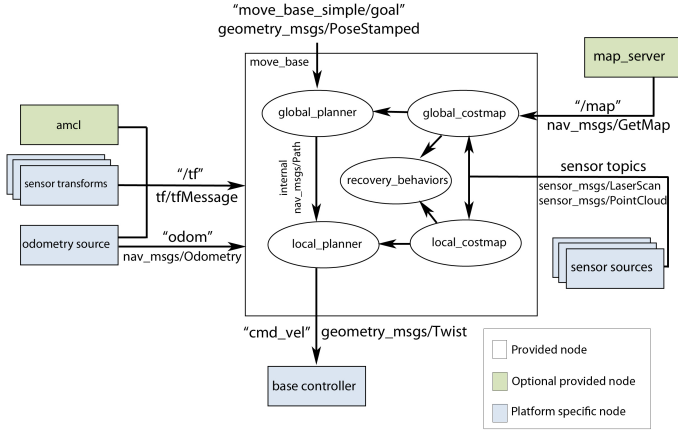 “move_base_simple/goal”
geometry_msgs/PoseStamped
move_base
map_server
global_planner
global_costmap
“/map”
nav_msgs/GetMap
amcl
sensor transforms
“/tf”
tf/tfMessage
internal
nav_msgs/Path
recovery_behaviors
sensor topics
sensor_msgs/LaserScan
sensor_msgs/PointCloud
odometry source
“odom”
nav_msgs/Odometry
local_planner
local_costmap
sensor sources
“cmd_vel”
geometry_msgs/Twist
base controller
Provided node
Optional provided node
Platform specific node